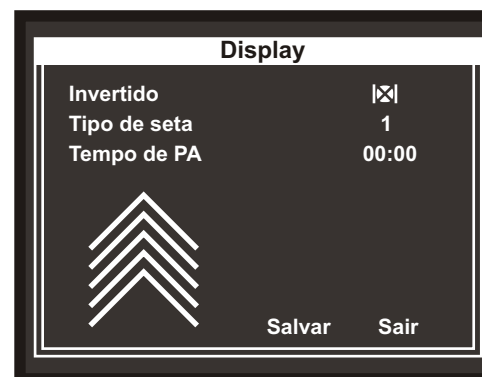 Display
Invertido
Tipo de seta 1
Tempo de PA 00:00
Salvar Sair